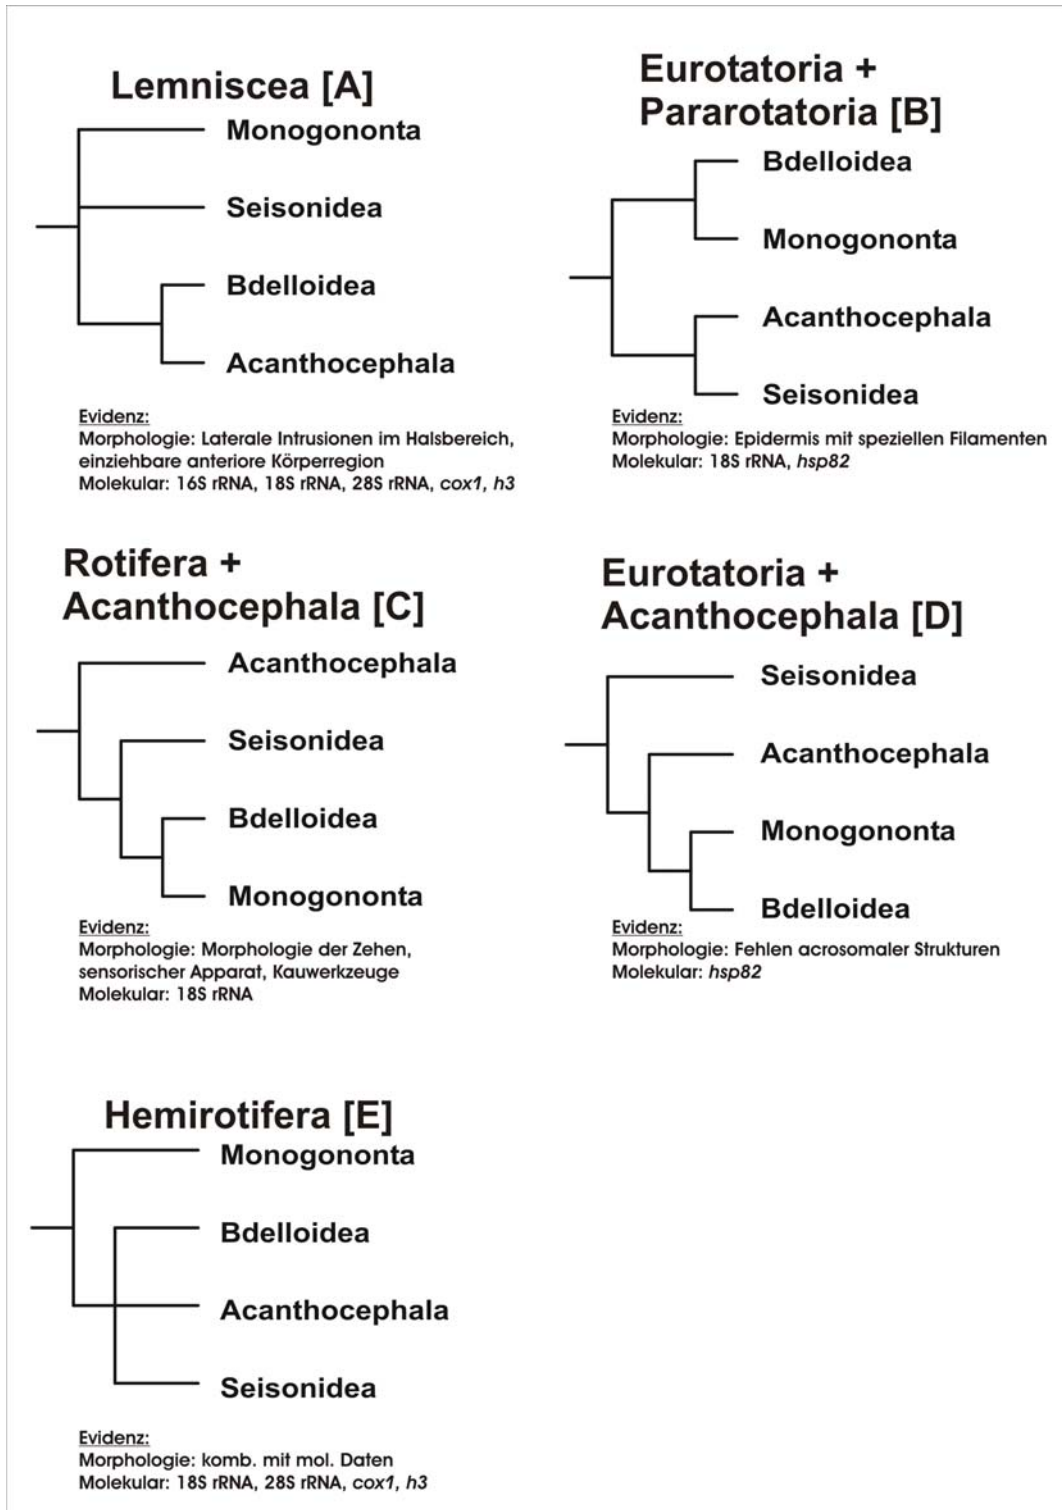 Lemniscea [A]
Monogononta
Seisonidea
Bdelloidea
Acanthocephala
Evidenz:
Morphologie: Laterale Intrusionen im Halsbereich,
einziehbare anteriore Körperregion
Molekular: 16S rRNA, 18S rRNA, 28S rRNA, cox1, h3
Eurotatoria +
Pararotatoria [B]
Bdelloidea
Monogononta
Acanthocephala
Seisonidea
Evidenz:
Morphologie: Epidermis mit speziellen Filamenten
Molekular: 18S rRNA, hsp82
Rotifera +
Acanthocephala [C]
Acanthocephala
Seisonidea
Bdelloidea
Monogononta
Evidenz:
Morphologie: Morphologie der Zehen,
sensorischer Apparat, Kauwerkzeuge
Molekular: 18S rRNA
Eurotatoria +
Acanthocephala [D]
Seisonidea
Acanthocephala
Monogononta
Bdelloidea
Evidenz:
Morphologie: Fehlen acrosomaler Strukturen
Molekular: hsp82
Hemirotifera [E]
Monogononta
Bdelloidea
Acanthocephala
Seisonidea
Evidenz:
Morphologie: komb. mit mol. Daten
Molekular: 18S rRNA, 28S rRNA, cox1, h3